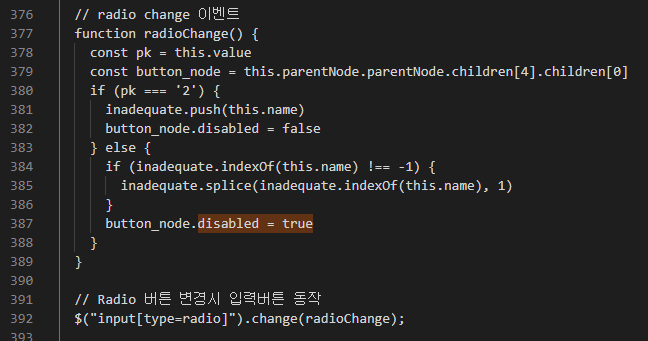 376 // radio change 이벤트
377 function radioChange() {
378 const pk = this.value
379 const button_node = this.parentNode.parentNode.children[4].children[0]
380 if (pk === '2') {
381 inadequate.push(this.name)
382 button_node.disabled = false
383 } else {
384 if (inadequate.indexOf(this.name) !== -1) {
385 inadequate.splice(inadequate.indexOf(this.name), 1)
386 }
387 button_node.disabled = true
388 }
389 }
390
391 // Radio 버튼 변경시 입력버튼 동작
392 $("input[type=radio]").change(radioChange);
393